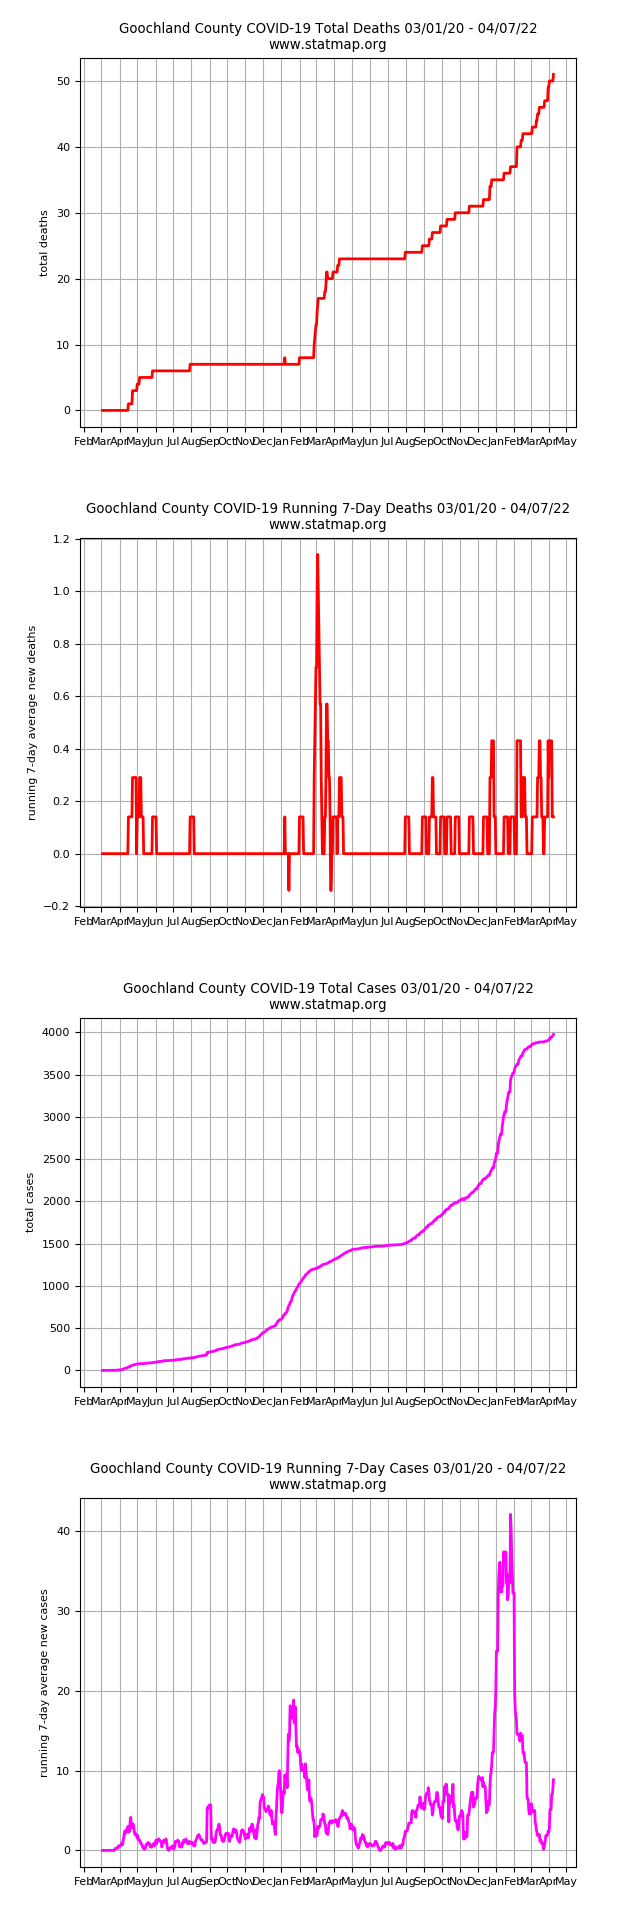 Goochland County COVID-19 Total Deaths 03/01/20 - 04/07/22
www.statmap.org
50
40
30
20
10
0
total deaths
Feb Mar Apr May Jun Jul Aug Sep Oct Nov Dec Jan Feb Mar Apr May Jun Jul Aug Sep Oct Nov Dec Jan Feb Mar Apr May
Goochland County COVID-19 Running 7-Day Deaths 03/01/20 - 04/07/22
www.statmap.org
1.2
1.0
0.8
0.6
0.4
0.2
0.0
−0.2
running 7-day average new deaths
Feb Mar Apr May Jun Jul Aug Sep Oct Nov Dec Jan Feb Mar Apr May Jun Jul Aug Sep Oct Nov Dec Jan Feb Mar Apr May
Goochland County COVID-19 Total Cases 03/01/20 - 04/07/22
www.statmap.org
4000
3500
3000
2500
2000
1500
1000
500
0
total cases
Feb Mar Apr May Jun Jul Aug Sep Oct Nov Dec Jan Feb Mar Apr May Jun Jul Aug Sep Oct Nov Dec Jan Feb Mar Apr May
Goochland County COVID-19 Running 7-Day Cases 03/01/20 - 04/07/22
www.statmap.org
40
30
20
10
0
running 7-day average new cases
Feb Mar Apr May Jun Jul Aug Sep Oct Nov Dec Jan Feb Mar Apr May Jun Jul Aug Sep Oct Nov Dec Jan Feb Mar Apr May